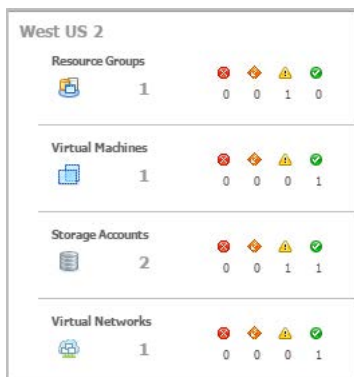 West US 2
Resource Groups
1
0 0 1 0
Virtual Machines
1
0 0 0 1
Storage Accounts
2
0 0 1 1
Virtual Networks
1
0 0 0 1